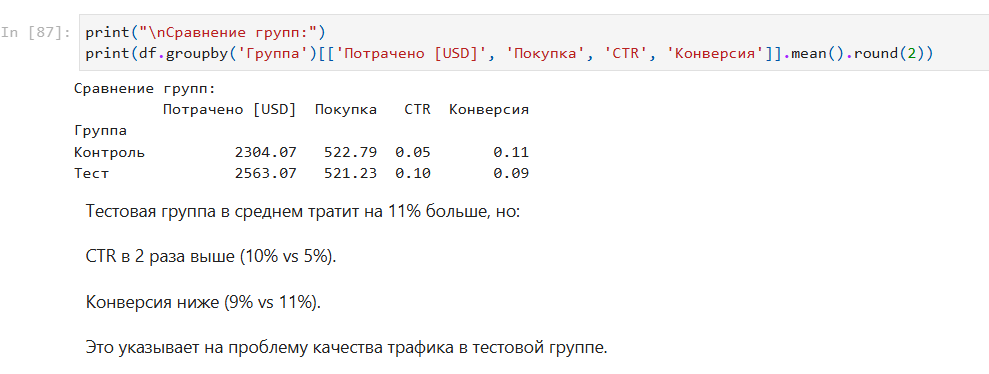 In [87]: print("\nСравнение групп:")
print(df.groupby('Группа')[['Потрачено [USD]', 'Покупка', 'CTR', 'Конверсия']].mean().round(2))
Сравнение групп:
Потрачено [USD] Покупка CTR Конверсия
Группа
Контроль 2304.07 522.79 0.05 0.11
Тест 2563.07 521.23 0.10 0.09
Тестовая группа в среднем тратит на 11% больше, но:
CTR в 2 раза выше (10% vs 5%).
Конверсия ниже (9% vs 11%).
Это указывает на проблему качества трафика в тестовой группе.